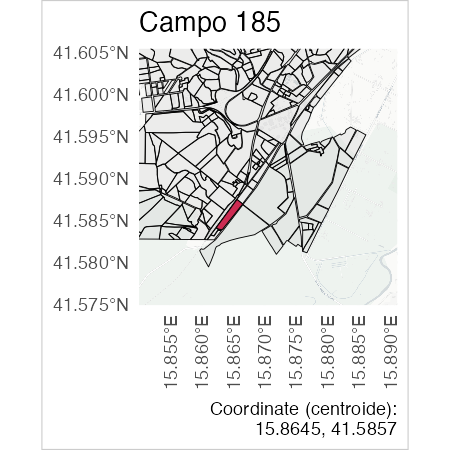 Campo 185
41.605°N
41.600°N
41.595°N
41.590°N
41.585°N
41.580°N
41.575°N
15.855°E
15.860°E
15.865°E
15.870°E
15.875°E
15.880°E
15.885°E
15.890°E
Coordinate (centroide):
15.8645, 41.5857